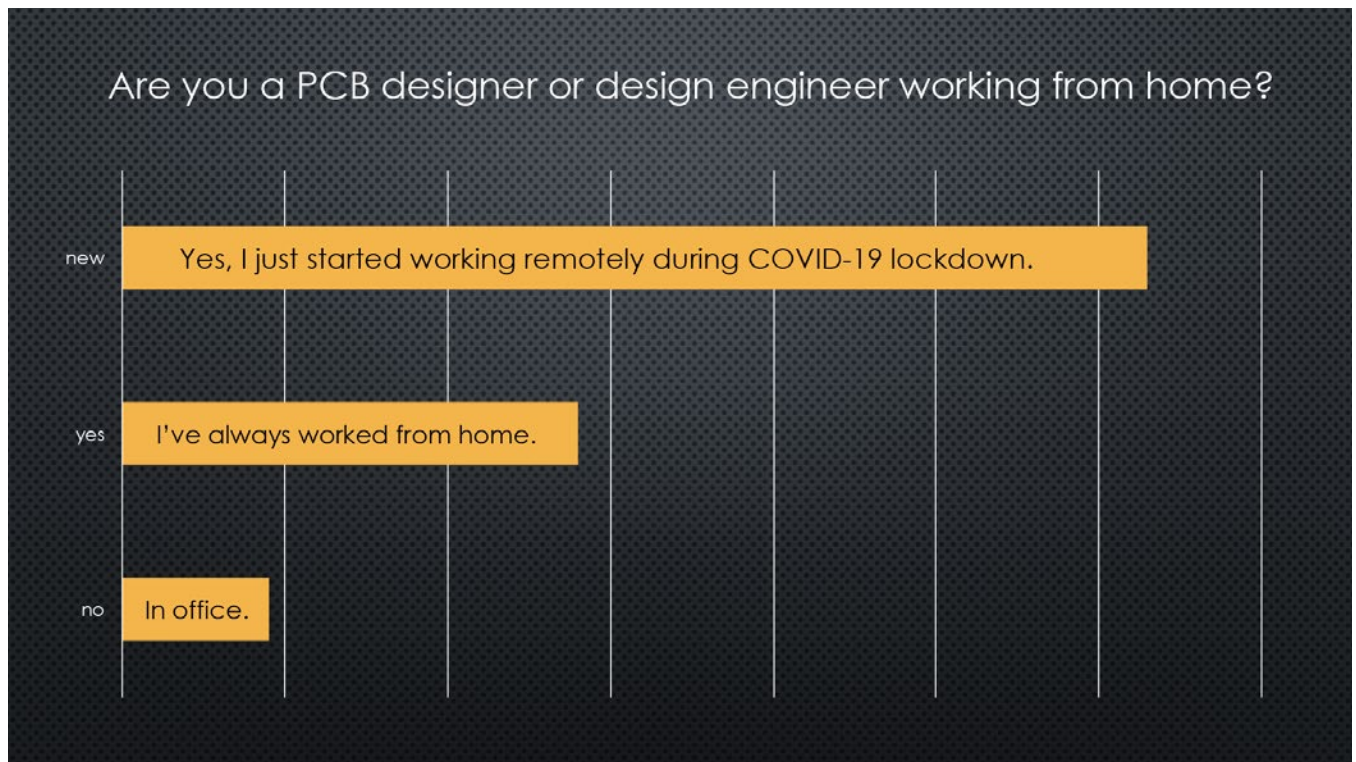 Are you a PCB designer or design engineer working from home?
new
Yes, I just started working remotely during COVID-19 lockdown.
yes
I’ve always worked from home.
no
In office.